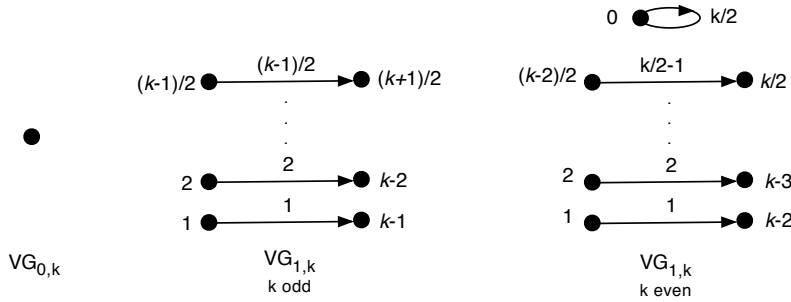 0 k/2
(k-1)/2 (k-1)/2 (k+1)/2
(k-2)/2 k/2-1 k/2
2 2 k-2
2 2 k-3
1 1 k-1
1 1 k-2
VG0,k
VG1,k
k odd
VG1,k
k even